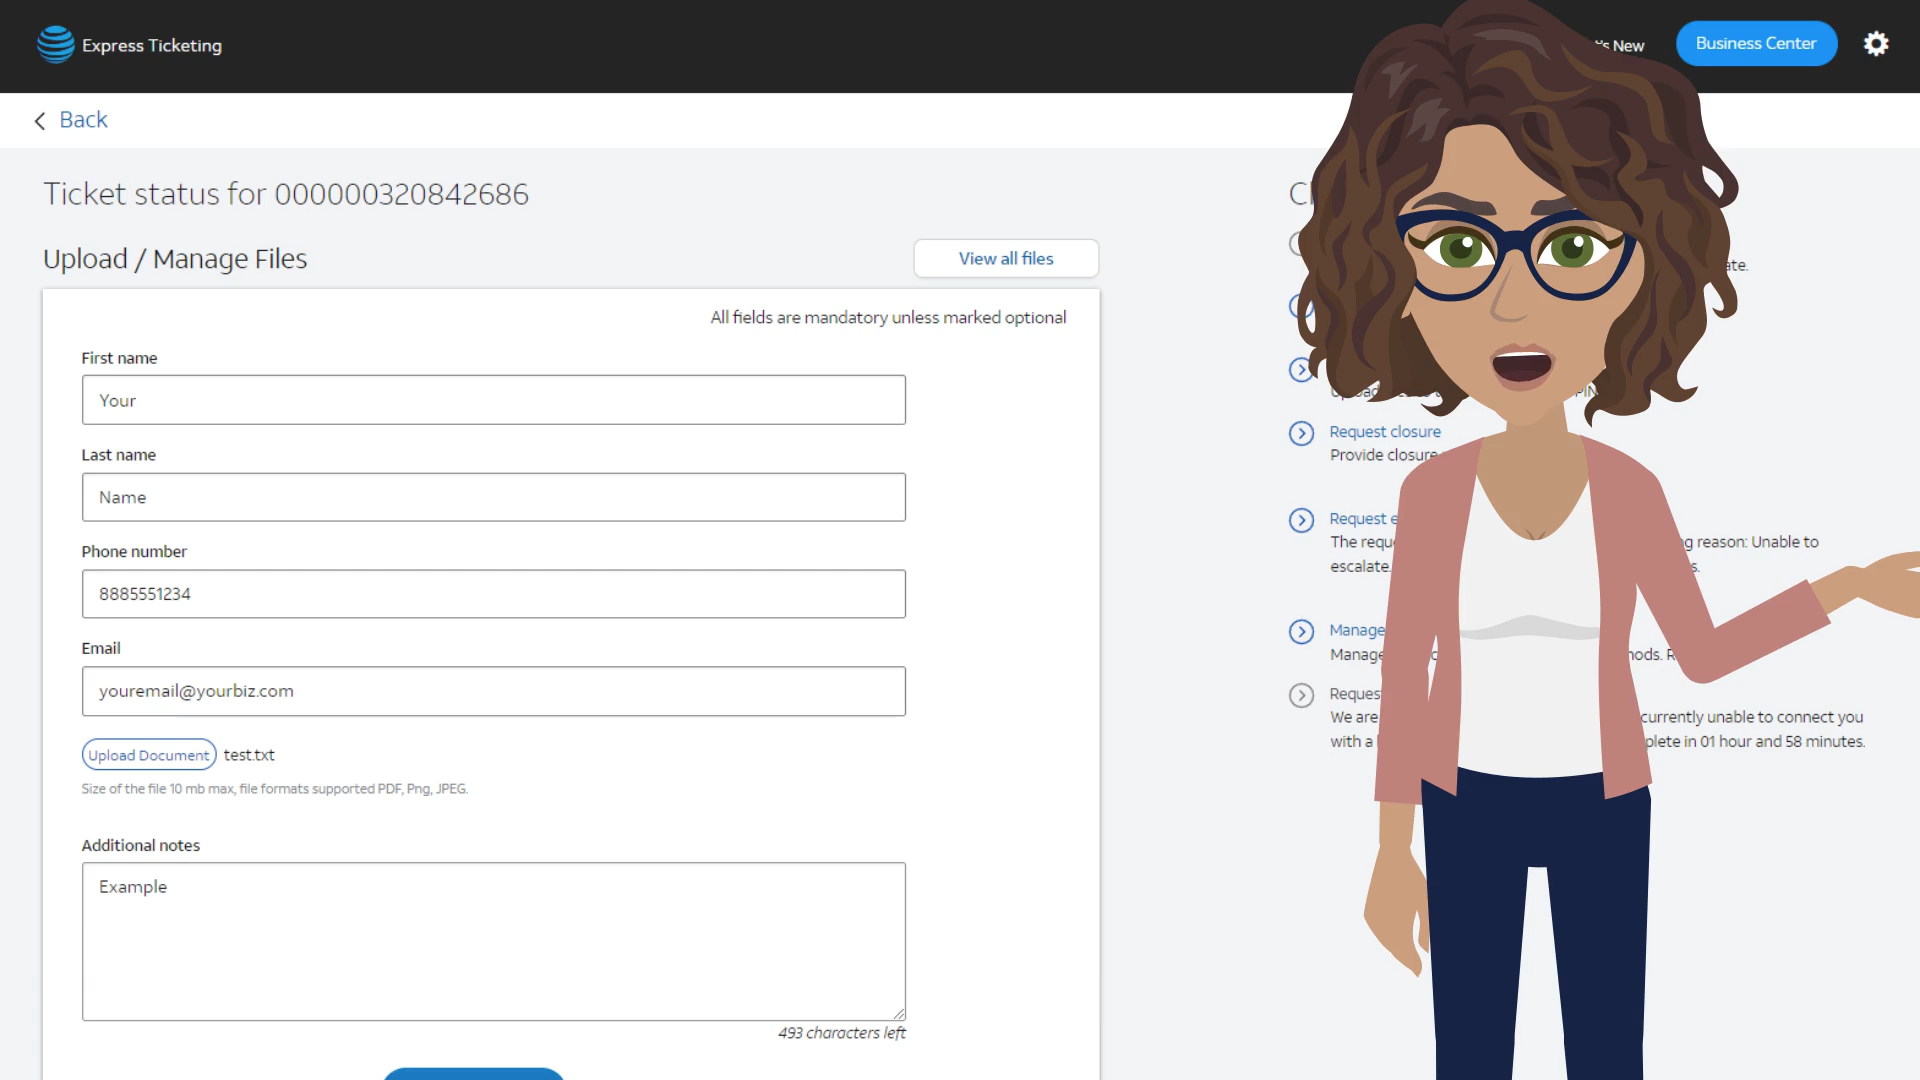 Express Ticketing
's New
Business Center
Back
Ticket status for 000000320842686
Upload / Manage Files
View all files
All fields are mandatory unless marked optional
First name
Your
Last name
Name
Phone number
8885551234
Email
youremail@yourbiz.com
Upload Document test.txt
Size of the file 10 mb max, file formats supported PDF, Png, JPEG.
Additional notes
Example
493 characters left
Request closure
Provide closure
Request e
The requ g reason: Unable to
escalate. s.
Manage
Manage nods. R
Reques
We are currently unable to connect you
with a plete in 01 hour and 58 minutes.